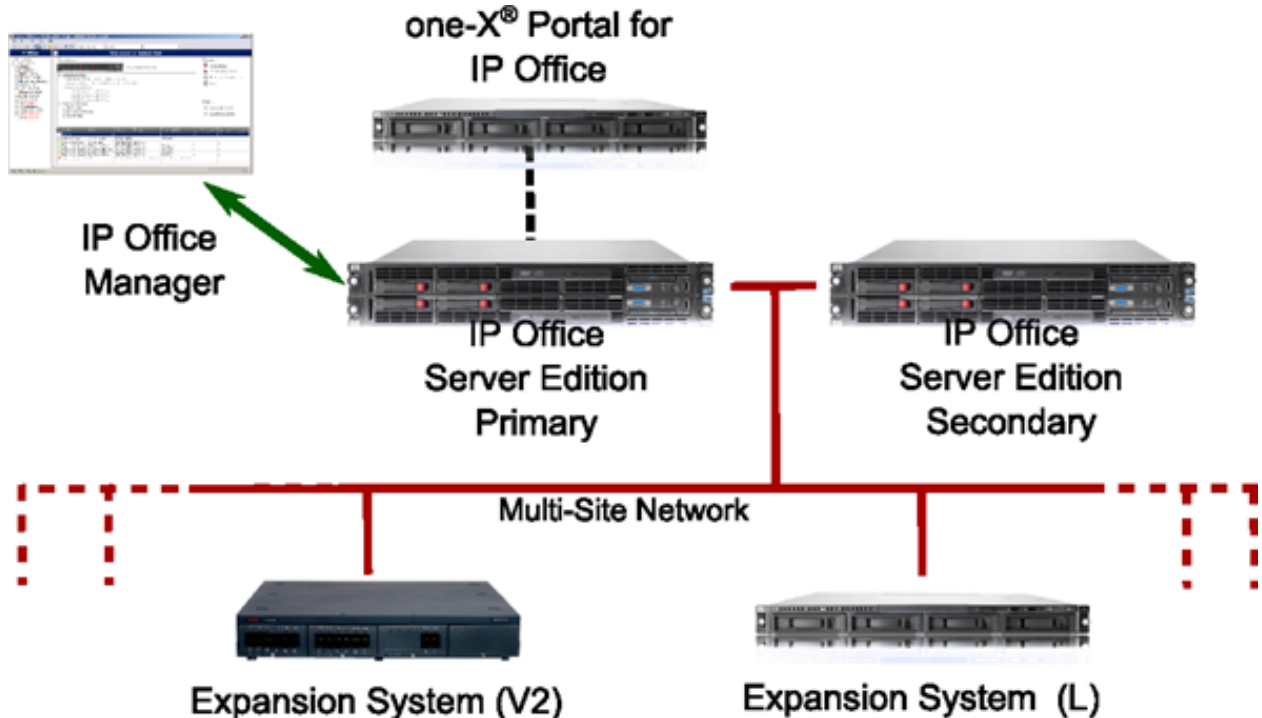 one-X® Portal for
IP Office
IP Office
Manager
IP Office
Server Edition
Primary
IP Office
Server Edition
Secondary
Multi-Site Network
Expansion System (V2)
Expansion System (L)